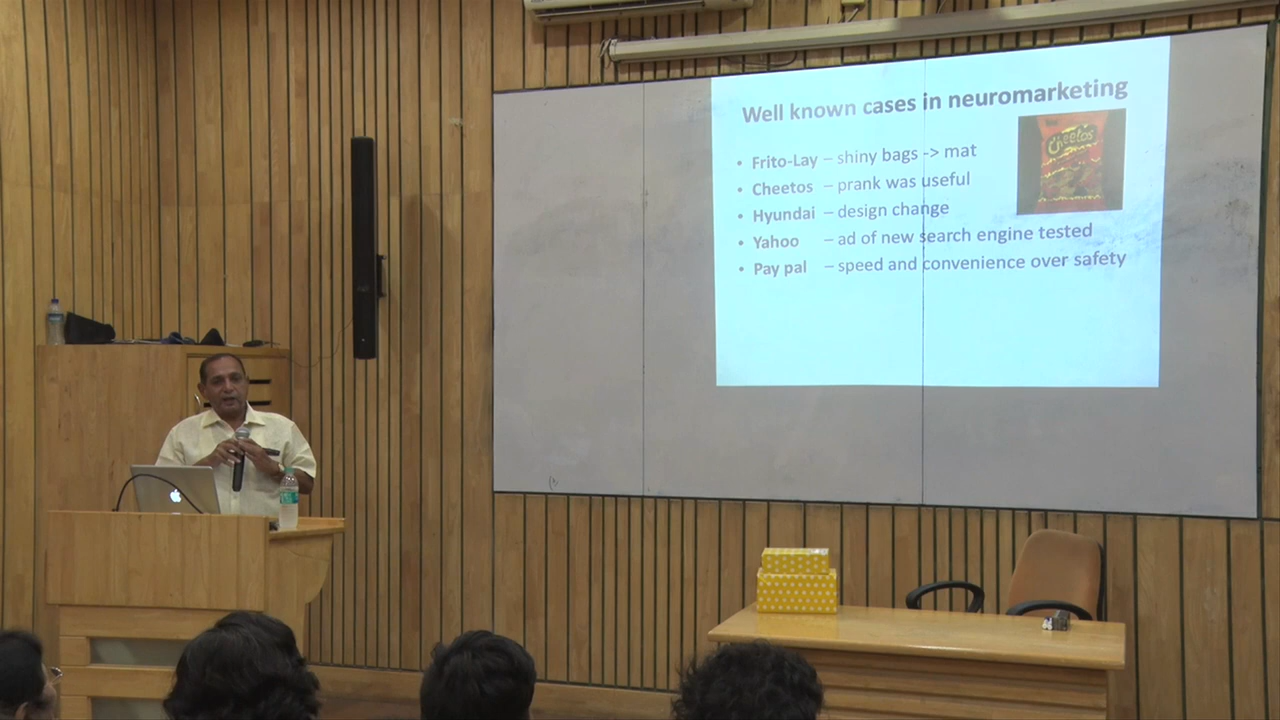 Well known cases in neuromarketing
• Frito-Lay – shiny bags -> mat
• Cheetos – prank was useful
• Hyundai – design change
• Yahoo – ad of new search engine tested
• Pay pal – speed and convenience over safety
Cheetos